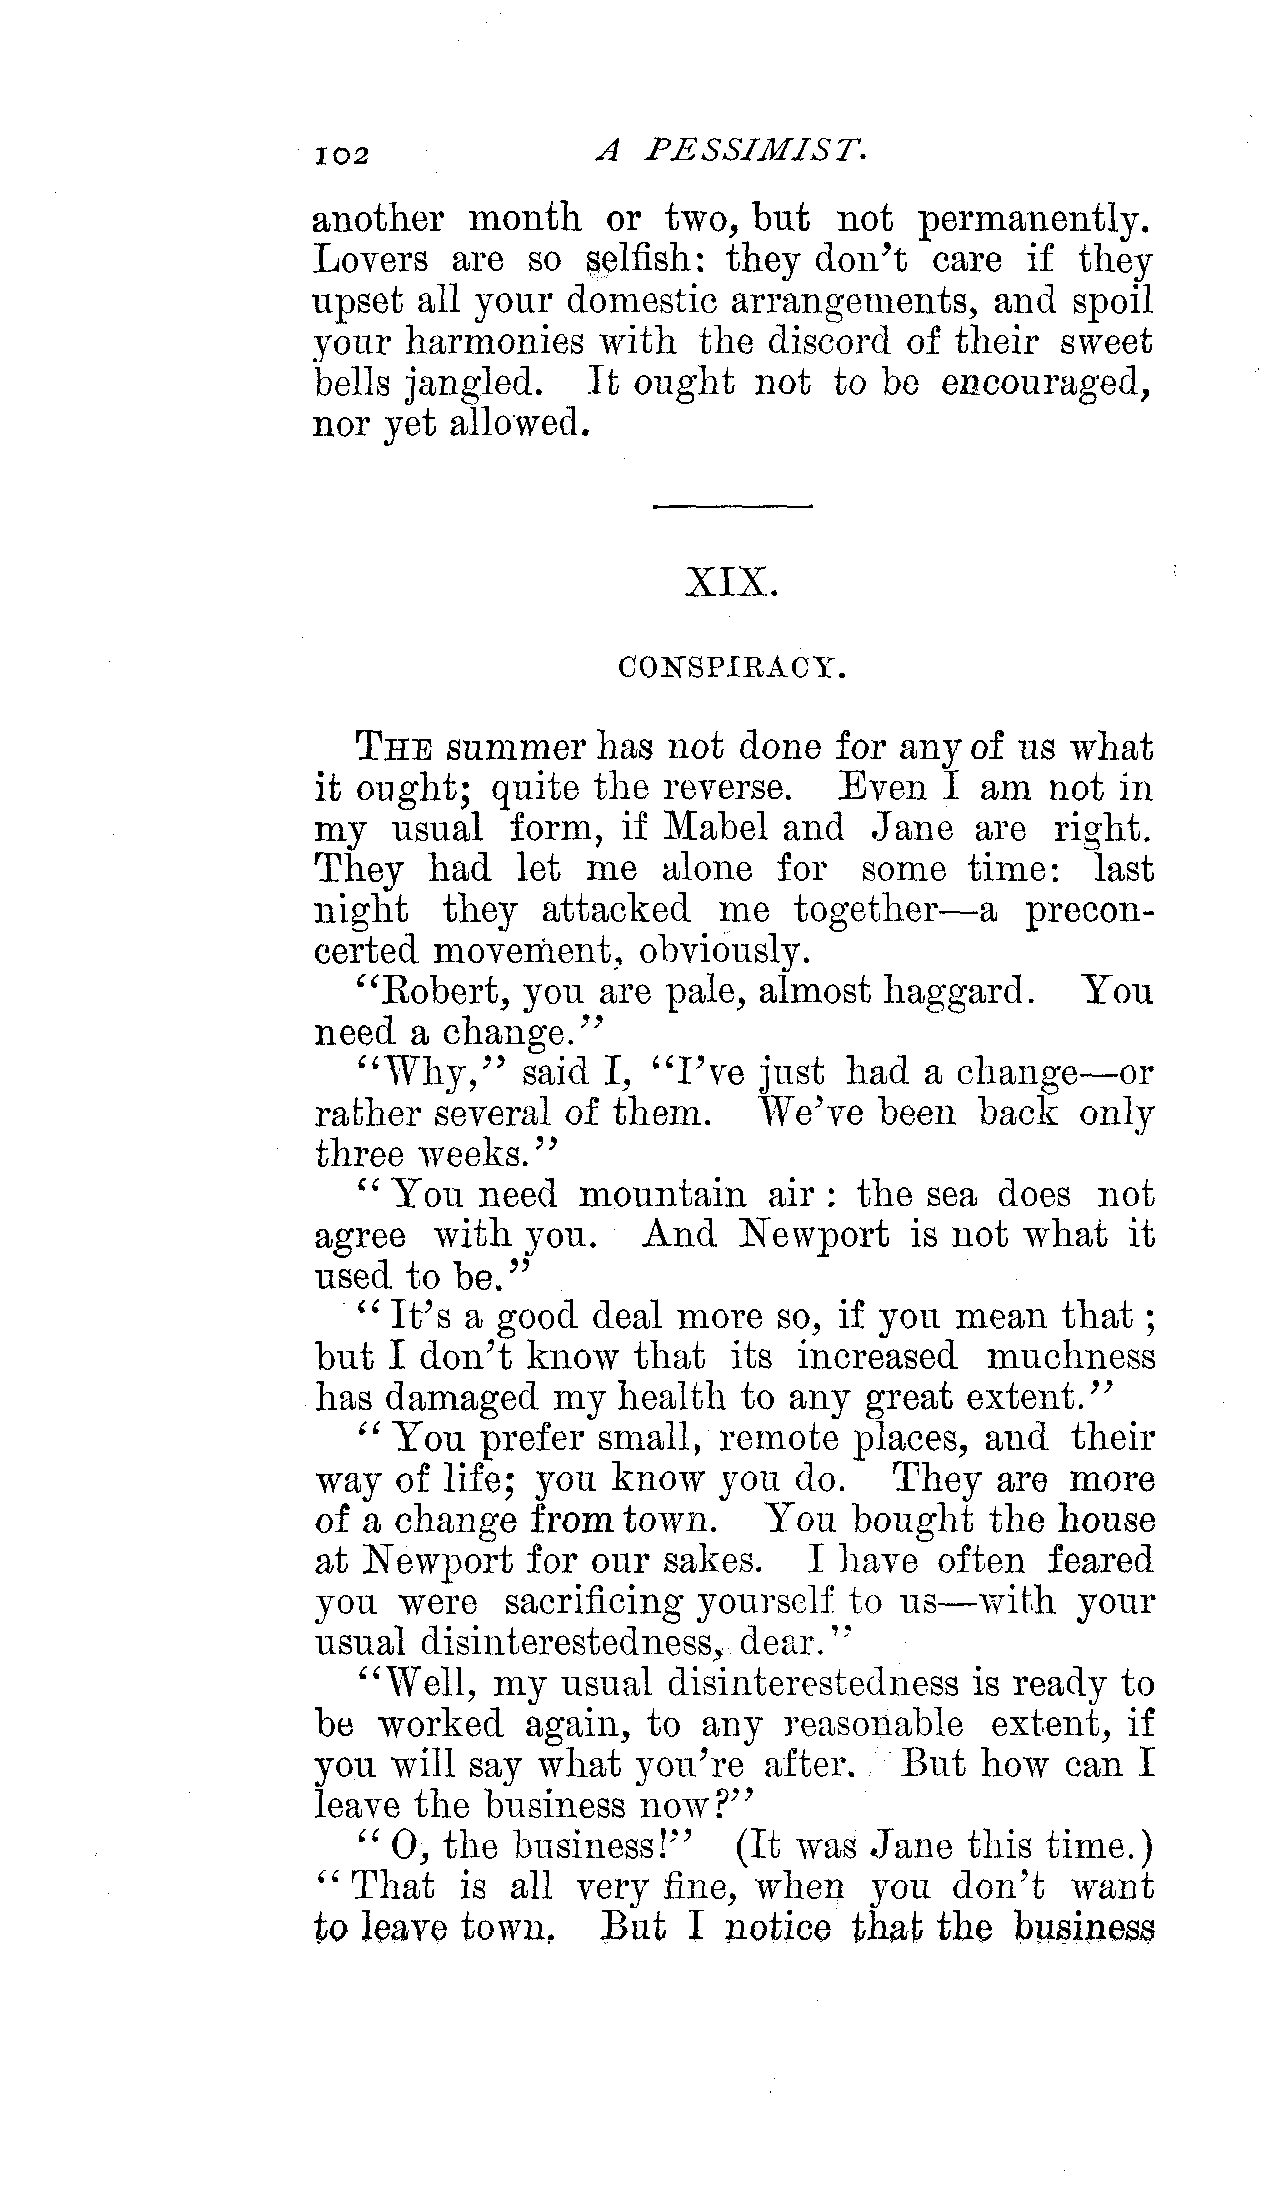 102 A PESSIMIST.
another month or two, but not permanently.
Lovers are so selfish: they don't care if they
upset all your domestic arrangements, and spoil
your harmonies with the discord of their sweet
bells jangled. It ought not to be encouraged,
nor yet allowed.
XIX.
CONSPIRACY.
THE summer has not done for any of us what
it ought; quite the reverse. Even I am not in
my usual form, if Mabel and Jane are right.
They had let me alone for some time: last
night they attacked me together—a precon-
certed movement, obviously.
"Robert, you are pale, almost haggard. You
need a change."
"Why," said I, "I've just had a change—or
rather several of them. We've been back only
three weeks."
"You need mountain air: the sea does not
agree with you. And Newport is not what it
used to be."
"It's a good deal more so, if you mean that;
but I don't know that its increased muchness
has damaged my health to any great extent."
"You prefer small, remote places, and their
way of life; you know you do. They are more
of a change from town. You bought the house
at Newport for our sakes. I have often feared
you were sacrificing yourself to us—with your
usual disinterestedness, dear."
"Well, my usual disinterestedness is ready to
be worked again, to any reasonable extent, if
you will say what you're after. But how can I
leave the business now?"
"O, the business!" (It was Jane this time.)
"That is all very fine, when you don't want
to leave town. But I notice that the business